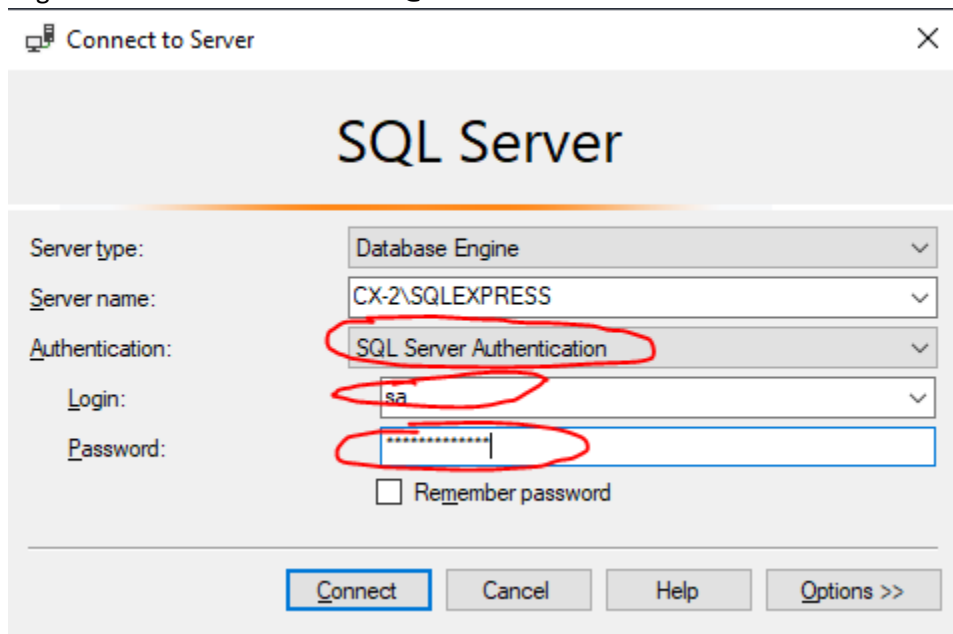 Connect to Server
SQL Server
Server type: Database Engine
Server name: CX-2\SQLEXPRESS
Authentication: SQL Server Authentication
Login: sa
Password: *************
Remember password
Connect Cancel Help Options >>